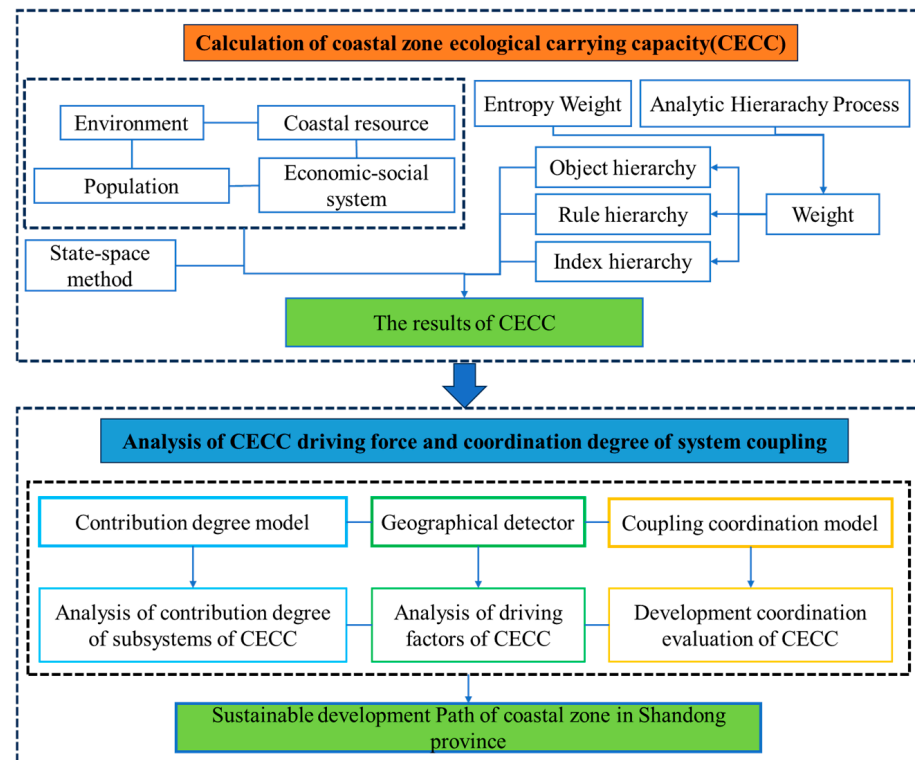 Calculation of coastal zone ecological carrying capacity(CECC)
Entropy Weight
Analytic Hierarachy Process
Environment
Coastal resource
Population
Economic-social
system
Object hierarchy
Rule hierarchy
Index hierarchy
Weight
State-space
method
The results of CECC
Analysis of CECC driving force and coordination degree of system coupling
Contribution degree model
Geographical detector
Coupling coordination model
Analysis of contribution degree
of subsystems of CECC
Analysis of driving
factors of CECC
Development coordination
evaluation of CECC
Sustainable development Path of coastal zone in Shandong
province